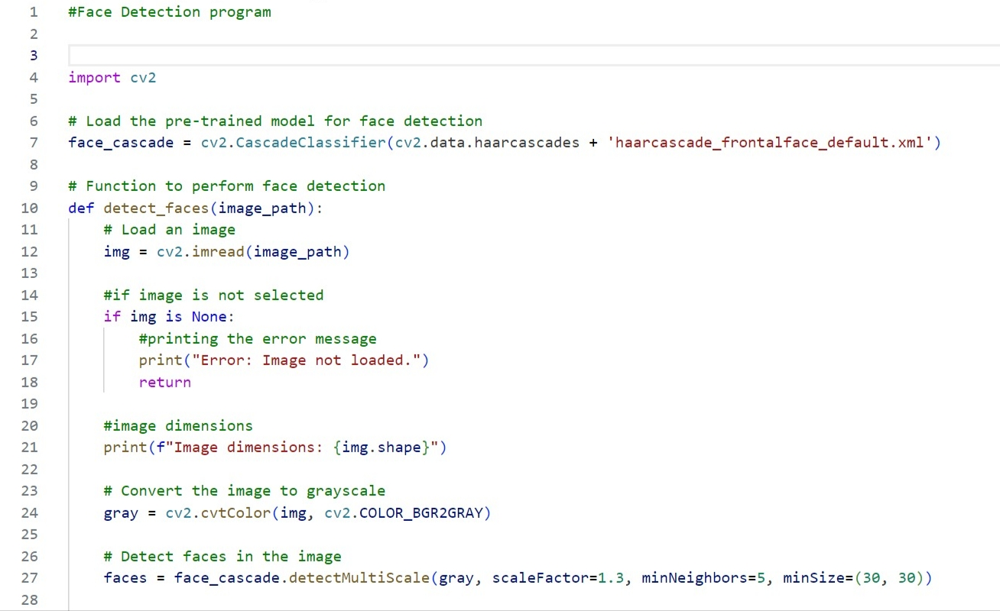 1 #Face Detection program
2
3
4 import cv2
5
6 # Load the pre-trained model for face detection
7 face_cascade = cv2.CascadeClassifier(cv2.data.haarcascades + 'haarcascade_frontalface_default.xml')
8
9 # Function to perform face detection
10 def detect_faces(image_path):
11     # Load an image
12     img = cv2.imread(image_path)
13
14     #if image is not selected
15     if img is None:
16         #printing the error message
17         print("Error: Image not loaded.")
18         return
19
20     #image dimensions
21     print(f"Image dimensions: {img.shape}")
22
23     # Convert the image to grayscale
24     gray = cv2.cvtColor(img, cv2.COLOR_BGR2GRAY)
25
26     # Detect faces in the image
27     faces = face_cascade.detectMultiScale(gray, scaleFactor=1.3, minNeighbors=5, minSize=(30, 30))
28